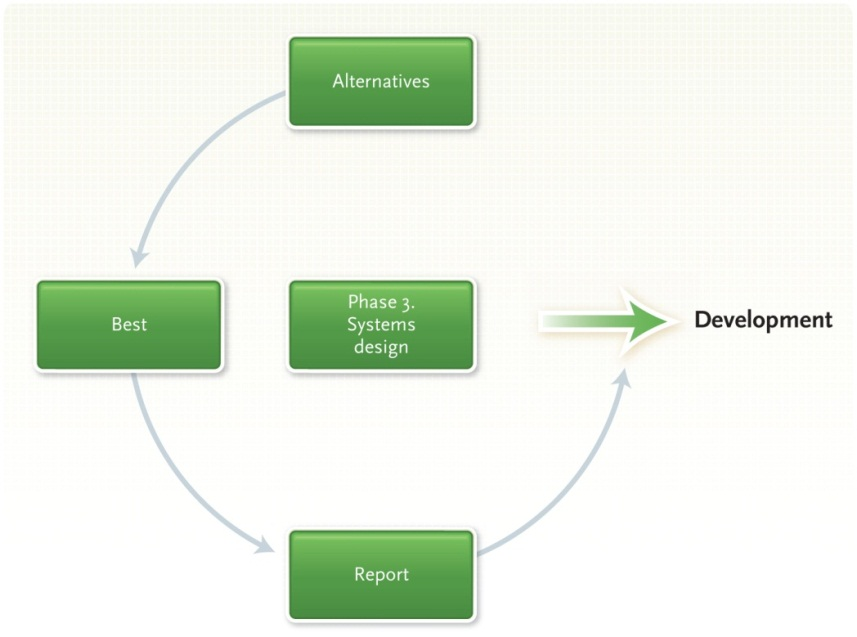 Alternatives
Best
Phase 3.
Systems
design
Development
Report